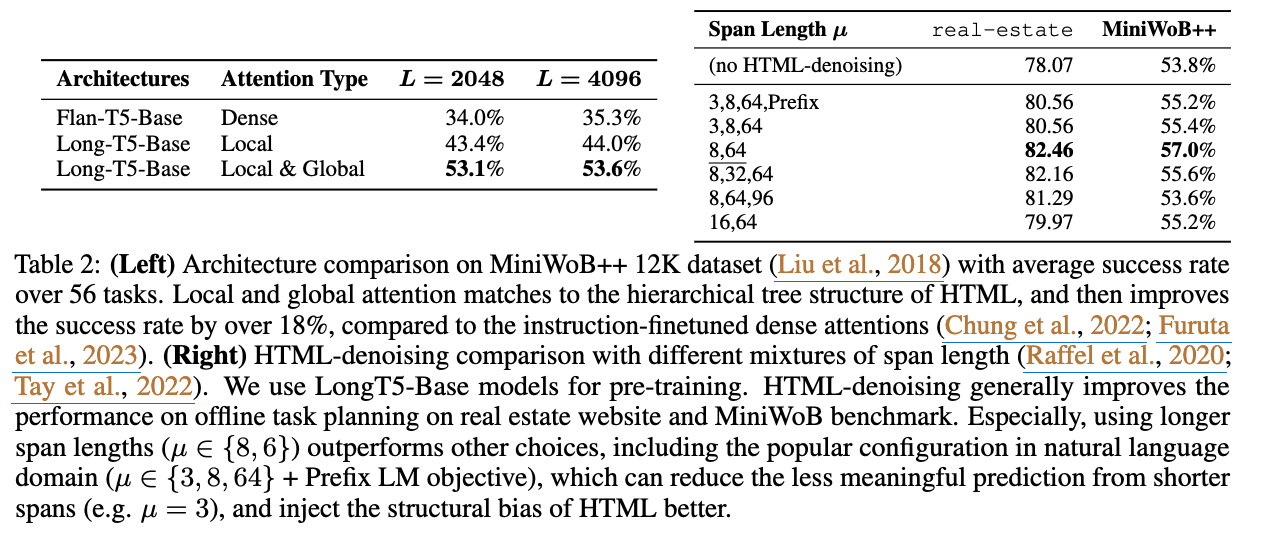 Architectures Attention Type L = 2048 L = 4096
Flan-T5-Base Dense 34.0% 35.3%
Long-T5-Base Local 43.4% 44.0%
Long-T5-Base Local & Global 53.1% 53.6%
Span Length μ real-estate MiniWoB++
(no HTML-denoising) 78.07 53.8%
3,8,64,Prefix 80.56 55.2%
3,8,64 80.56 55.4%
8,64 82.46 57.0%
8,32,64 82.16 55.6%
8,64,96 81.29 53.6%
16,64 79.97 55.2%
Table 2: (Left) Architecture comparison on MiniWoB++ 12K dataset (Liu et al., 2018) with average success rate
over 56 tasks. Local and global attention matches to the hierarchical tree structure of HTML, and then improves
the success rate by over 18%, compared to the instruction-finetuned dense attentions (Chung et al., 2022; Furuta
et al., 2023). (Right) HTML-denoising comparison with different mixtures of span length (Raffel et al., 2020;
Tay et al., 2022). We use LongT5-Base models for pre-training. HTML-denoising generally improves the
performance on offline task planning on real estate website and MiniWoB benchmark. Especially, using longer
span lengths (μ ∈ {8, 6}) outperforms other choices, including the popular configuration in natural language
domain (μ ∈ {3, 8, 64} + Prefix LM objective), which can reduce the less meaningful prediction from shorter
spans (e.g. μ = 3), and inject the structural bias of HTML better.